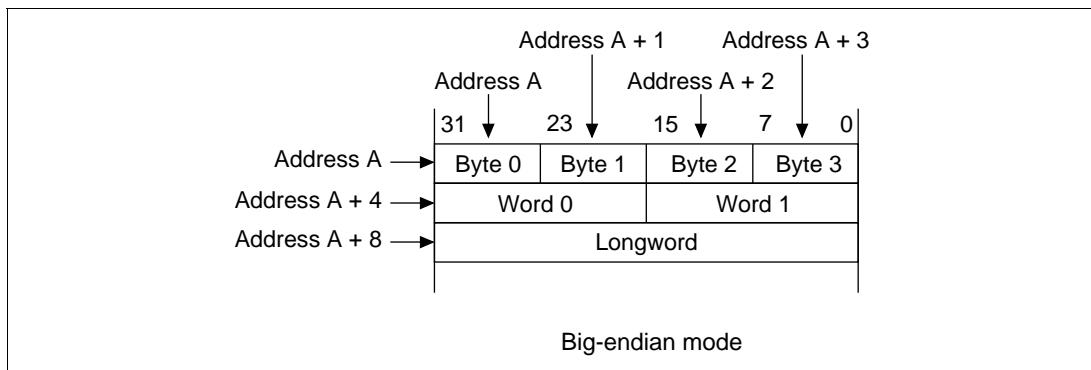 Address A + 1 Address A + 3
Address A Address A + 2
31 23 15 7 0
Address A Byte 0 Byte 1 Byte 2 Byte 3
Address A + 4 Word 0 Word 1
Address A + 8 Longword
Big-endian mode